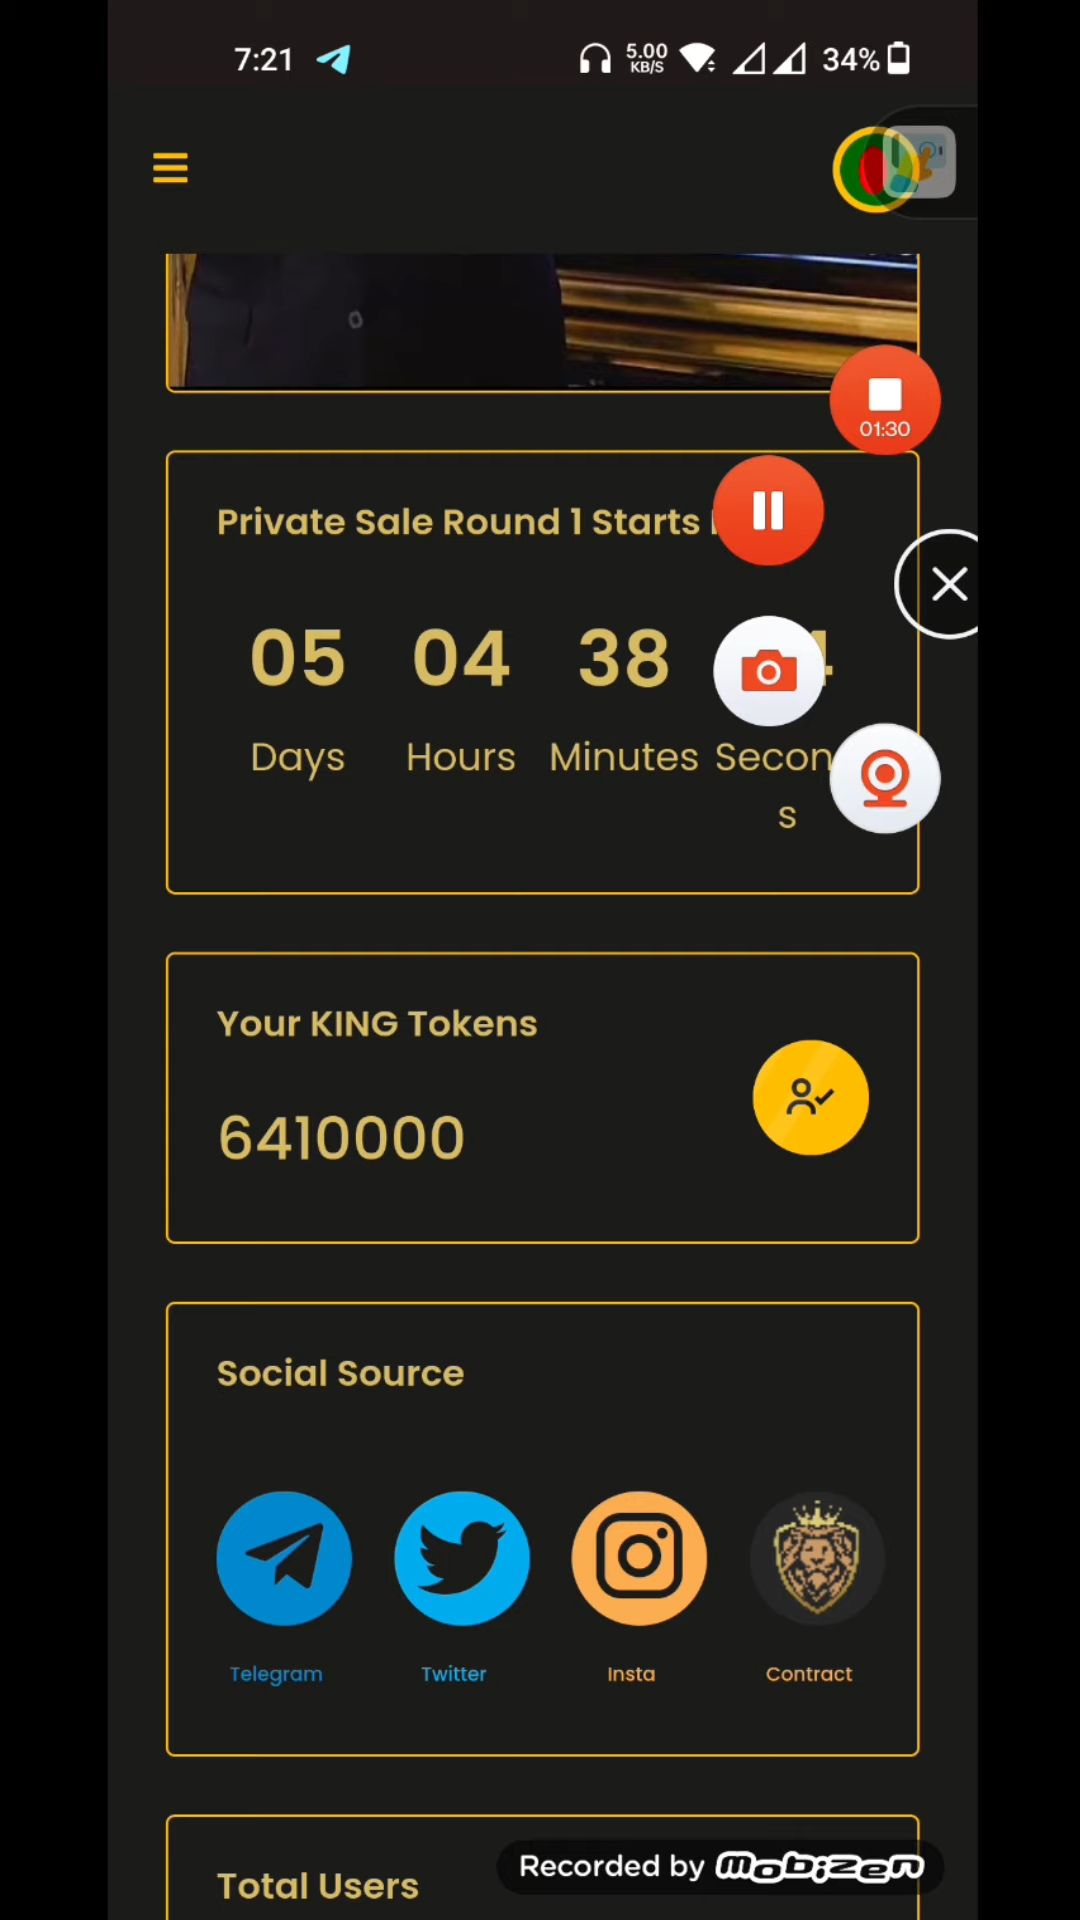 7:21
5.00
KB/S
34%
01:30
Private Sale Round 1 Starts
05 04 38
Days Hours Minutes Secon
s
Your KING Tokens
6410000
Social Source
Telegram Twitter Insta Contract
Total Users
Recorded by mobizen